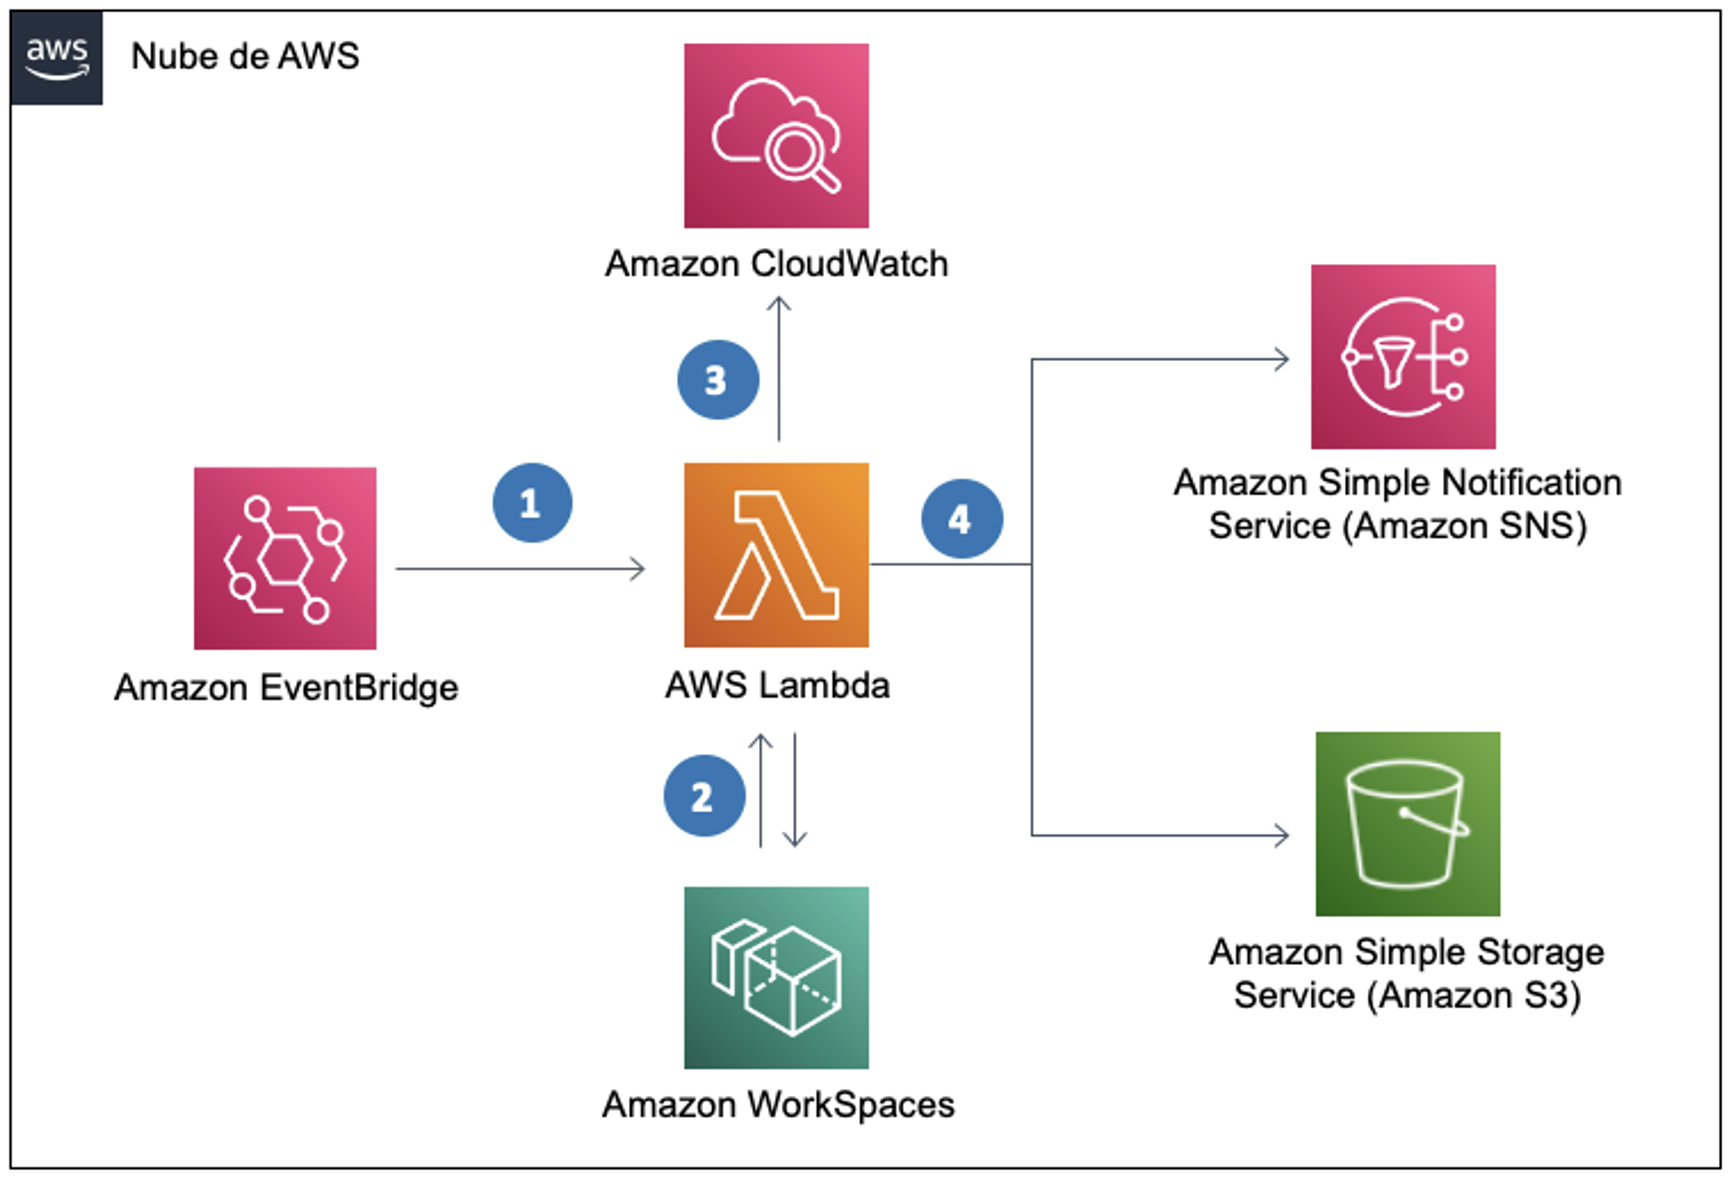 aws
Nube de AWS
Amazon CloudWatch
3
Amazon Simple Notification
Service (Amazon SNS)
1
4
Amazon EventBridge
AWS Lambda
2
Amazon Simple Storage
Service (Amazon S3)
Amazon WorkSpaces